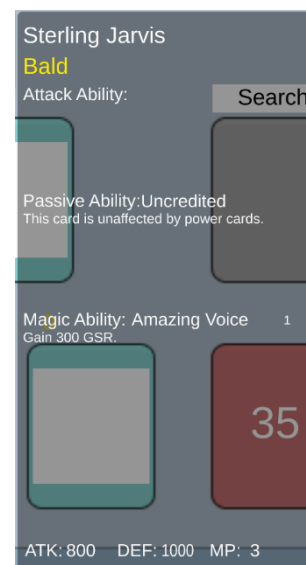 Sterling Jarvis
Bald
Attack Ability:
Search
Passive Ability:Uncredited
This card is unaffected by power cards.
Magic Ability: Amazing Voice 1
Gain 300 GSR.
35
ATK: 800 DEF: 1000 MP: 3